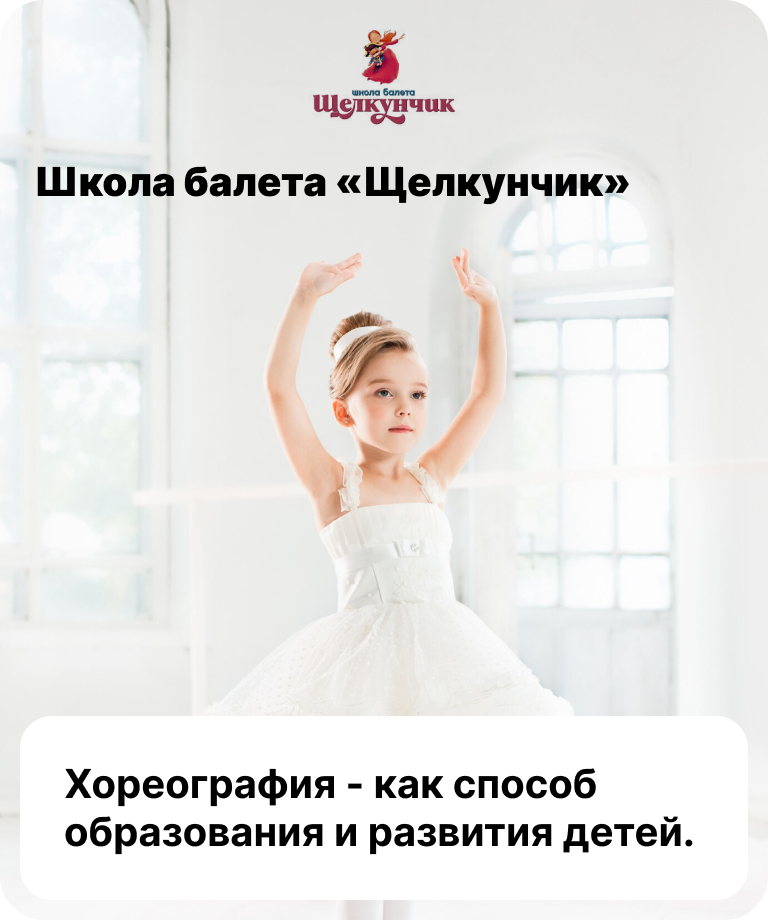 школа балета
Щелкунчик
Школа балета «Щелкунчик»
Хореография - как способ
образования и развития детей.